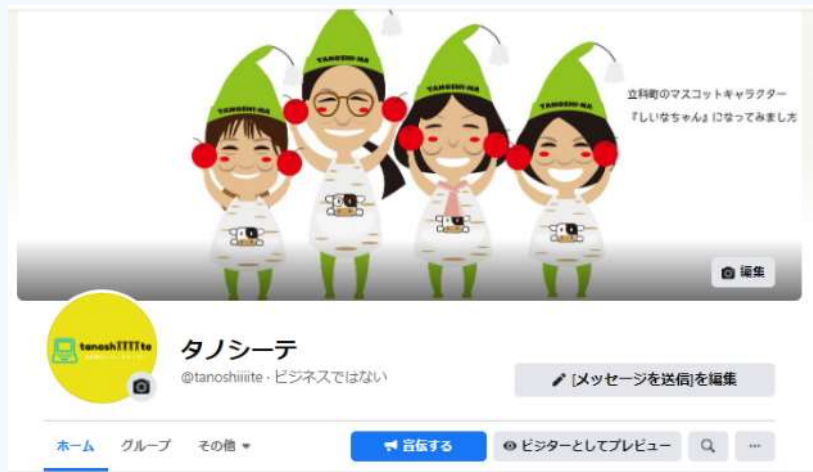 TANOSHI-NA
TANOSHI-NA
TANOSHI-NA
TANOSHI-NA
立科町のマスコットキャラクター
『しいなちゃん』になってみました
編集
tanoshiiiite
タノシーテ
@tanoshiiiite · ビジネスではない
[メッセージを送信]を編集
ホーム
グループ
その他
宣伝する
ビジターとしてプレビュー